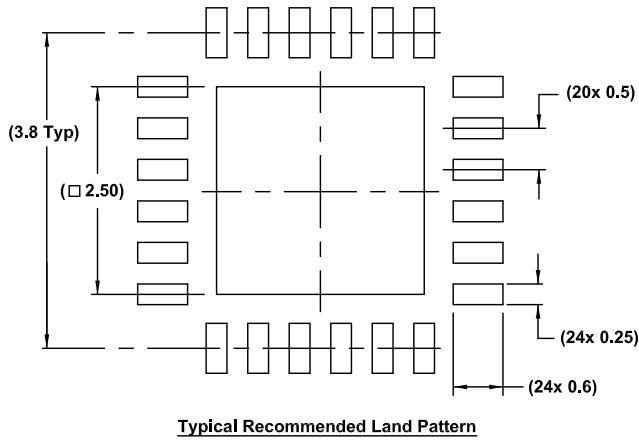 (3.8 Typ)
(□ 2.50)
(20x 0.5)
(24x 0.25)
(24x 0.6)
Typical Recommended Land Pattern